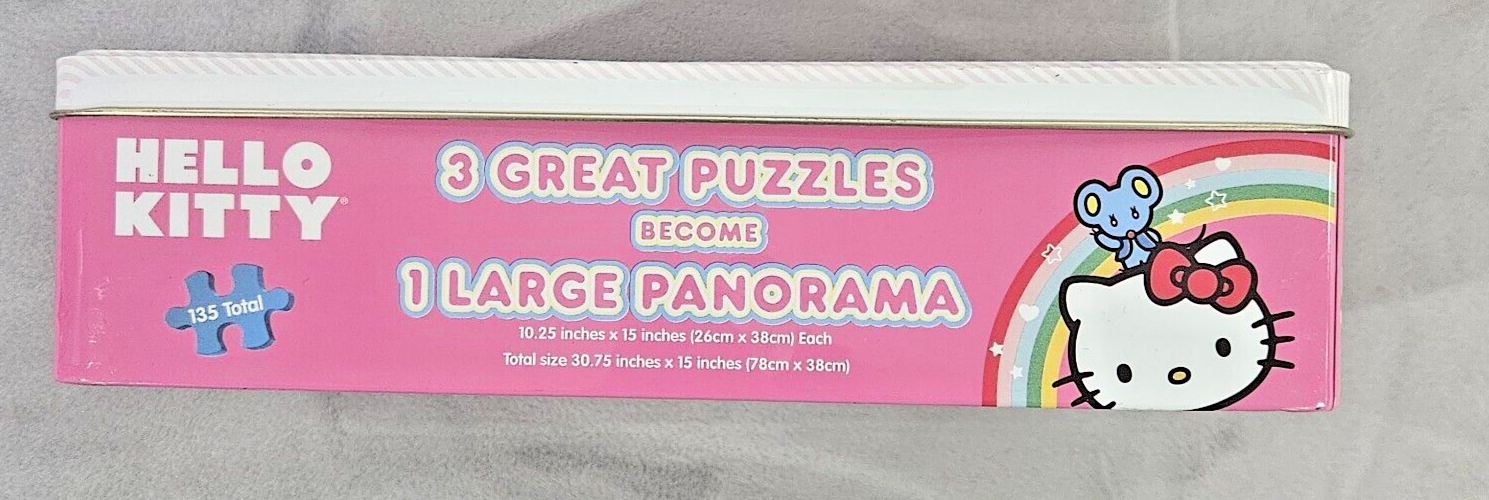 HELLO
KITTY®
135 Total
3 GREAT PUZZLES
BECOME
1 LARGE PANORAMA
10.25 inches x 15 inches (26cm x 38cm) Each
Total size 30.75 inches x 15 inches (78cm x 38cm)